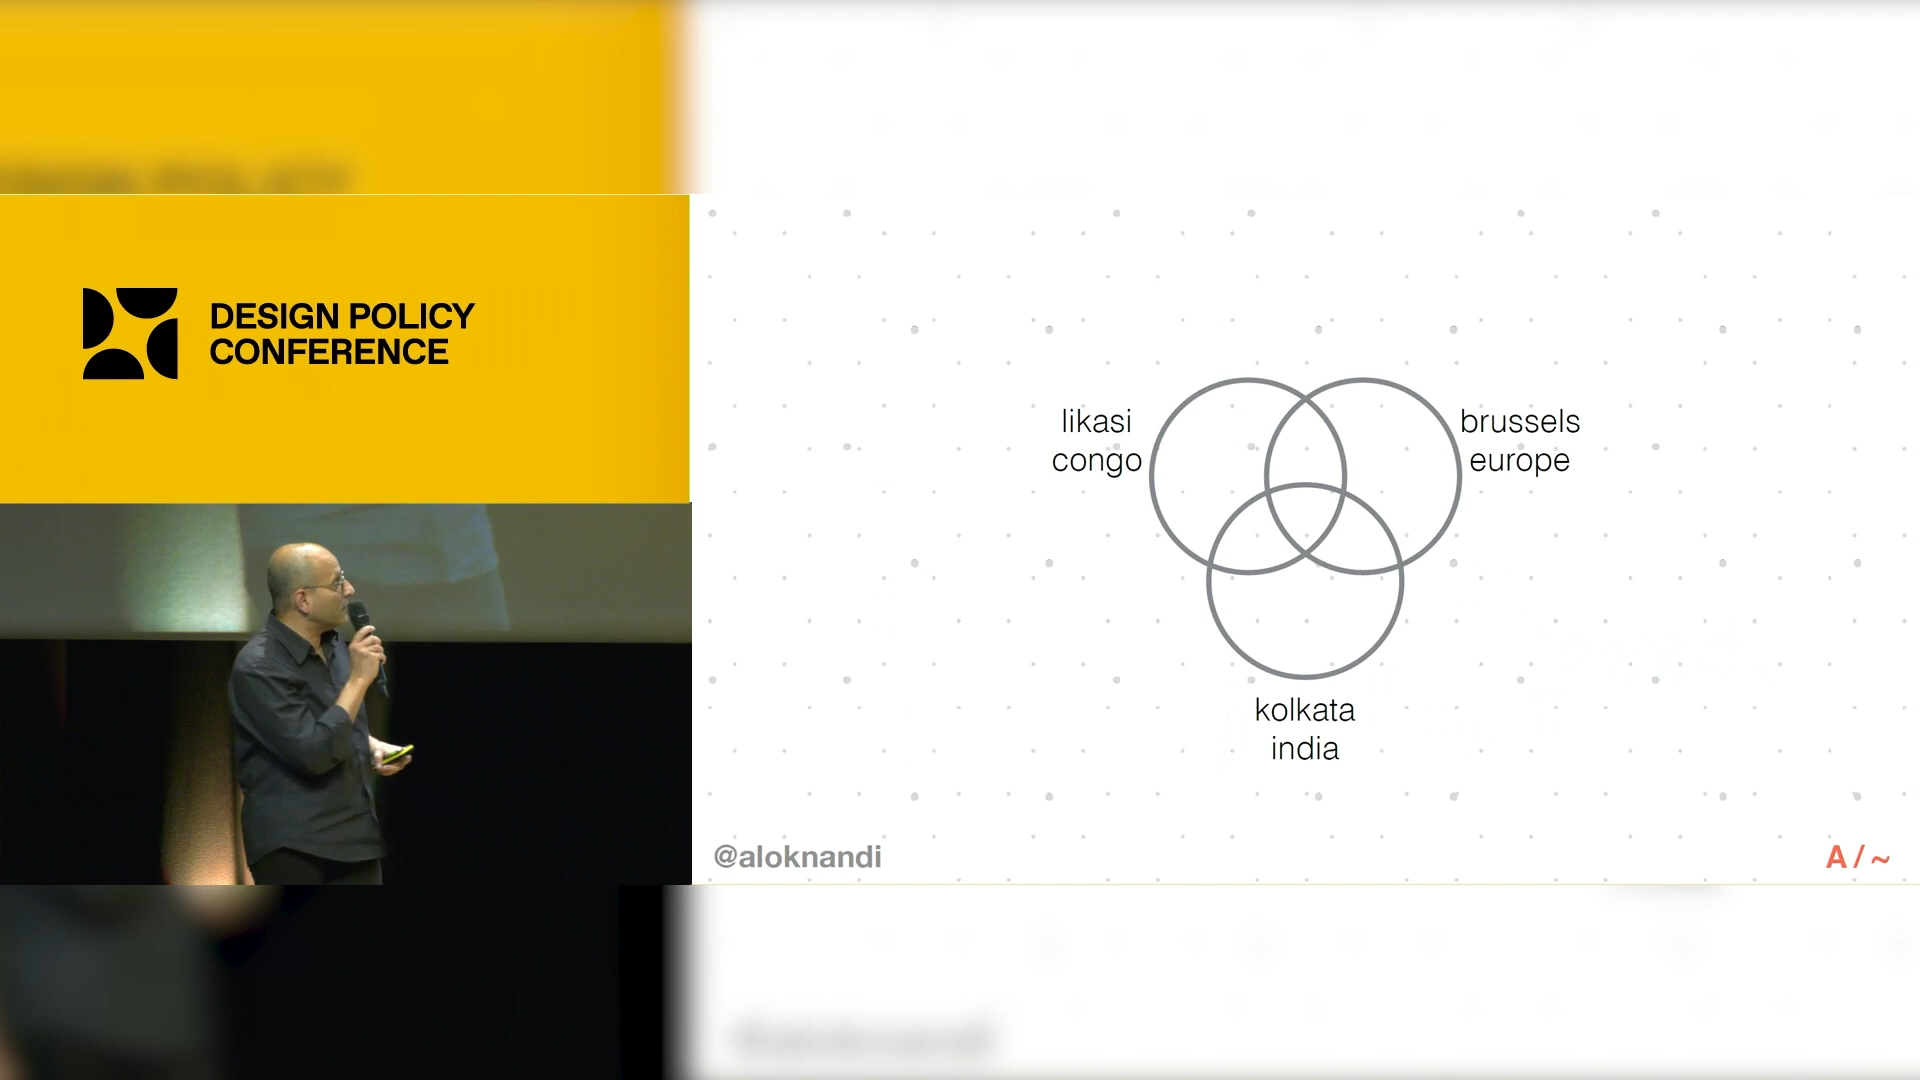 DESIGN POLICY
CONFERENCE
likasi
congo
brussels
europe
kolkata
india
@aloknandi
A / ~